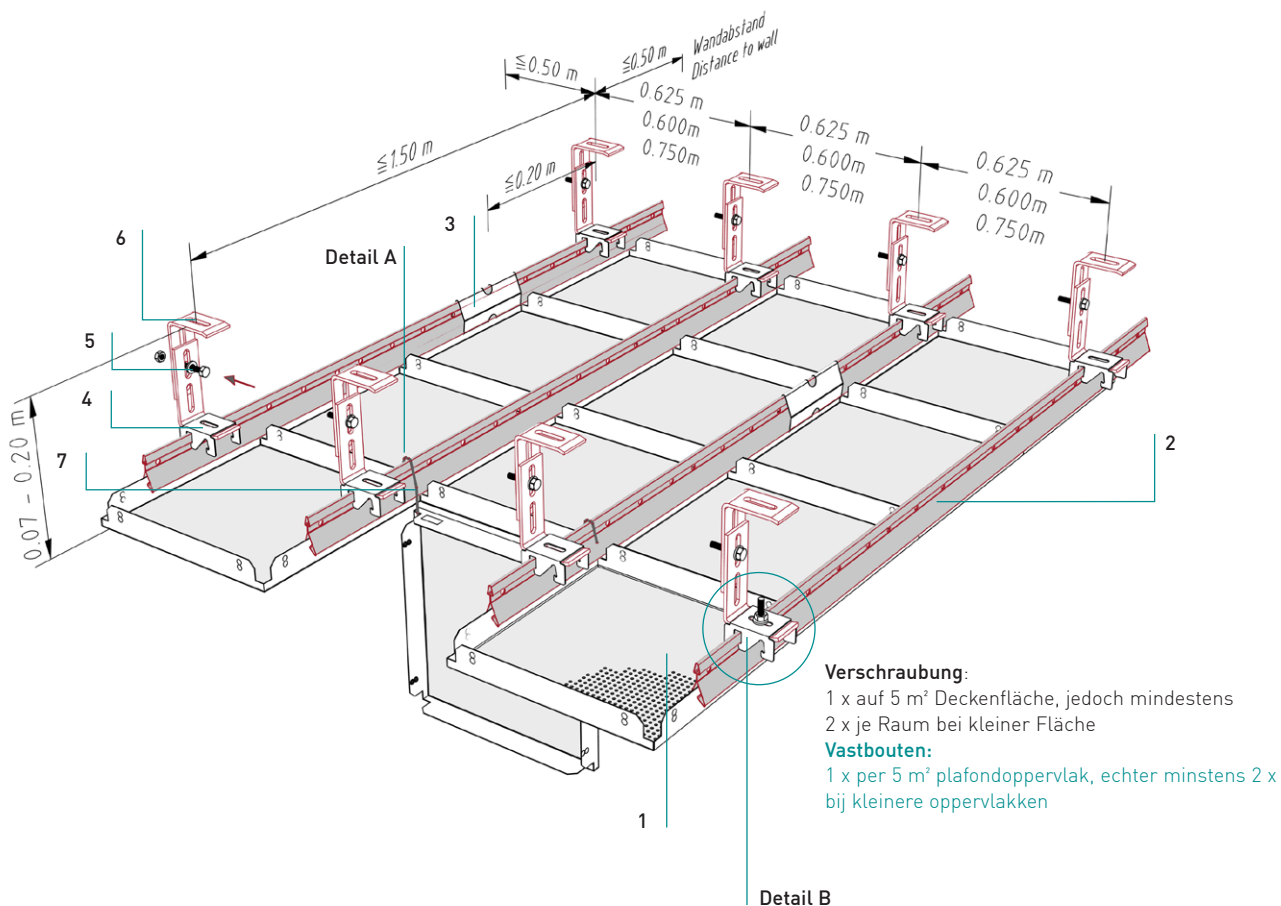 ≦0.50 m
≦0.50 m
Wandabstand
Distance to wall
0.625 m
0.600m
0.750m
0.625 m
0.600m
0.750m
0.625 m
0.600m
0.750m
≦1.50 m
≦0.20 m
3
6
Detail A
5
4
7
2
0.07 - 0.20 m
Verschraubung:
1 x auf 5 m² Deckenfläche, jedoch mindestens
2 x je Raum bei kleiner Fläche
Vastbouten:
1 x per 5 m² plafondoppervlak, echter minstens 2 x
bij kleinere oppervlakken
1
Detail B